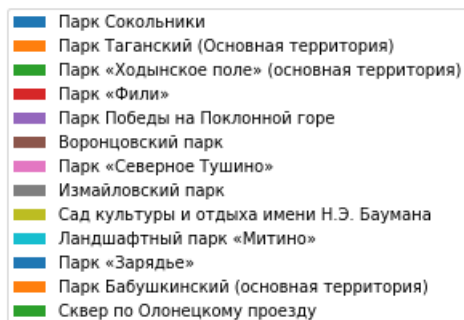 Парк Сокольники
Парк Таганский (Основная территория)
Парк «Ходынское поле» (основная территория)
Парк «Фили»
Парк Победы на Поклонной горе
Воронцовский парк
Парк «Северное Тушино»
Измайловский парк
Сад культуры и отдыха имени Н.Э. Баумана
Ландшафтный парк «Митино»
Парк «Зарядье»
Парк Бабушкинский (основная территория)
Сквер по Олонецкому проезду